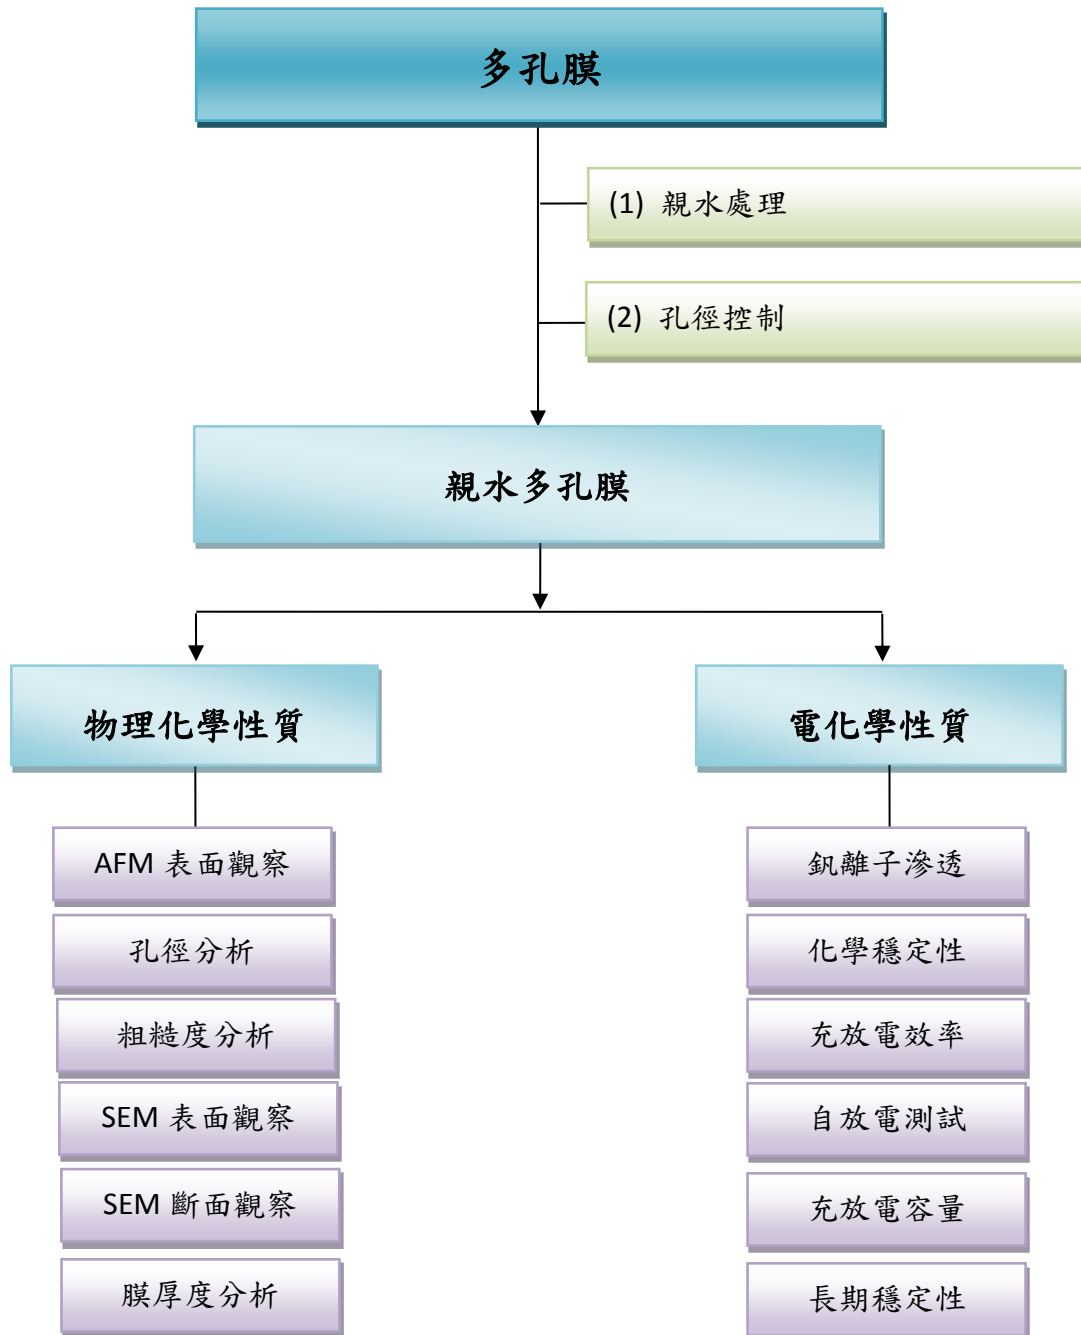 多孔膜
(1) 親水處理
(2) 孔徑控制
親水多孔膜
物理化學性質
電化學性質
AFM 表面觀察
孔徑分析
粗糙度分析
SEM 表面觀察
SEM 斷面觀察
膜厚度分析
釩離子滲透
化學穩定性
充放電效率
自放電測試
充放電容量
長期穩定性